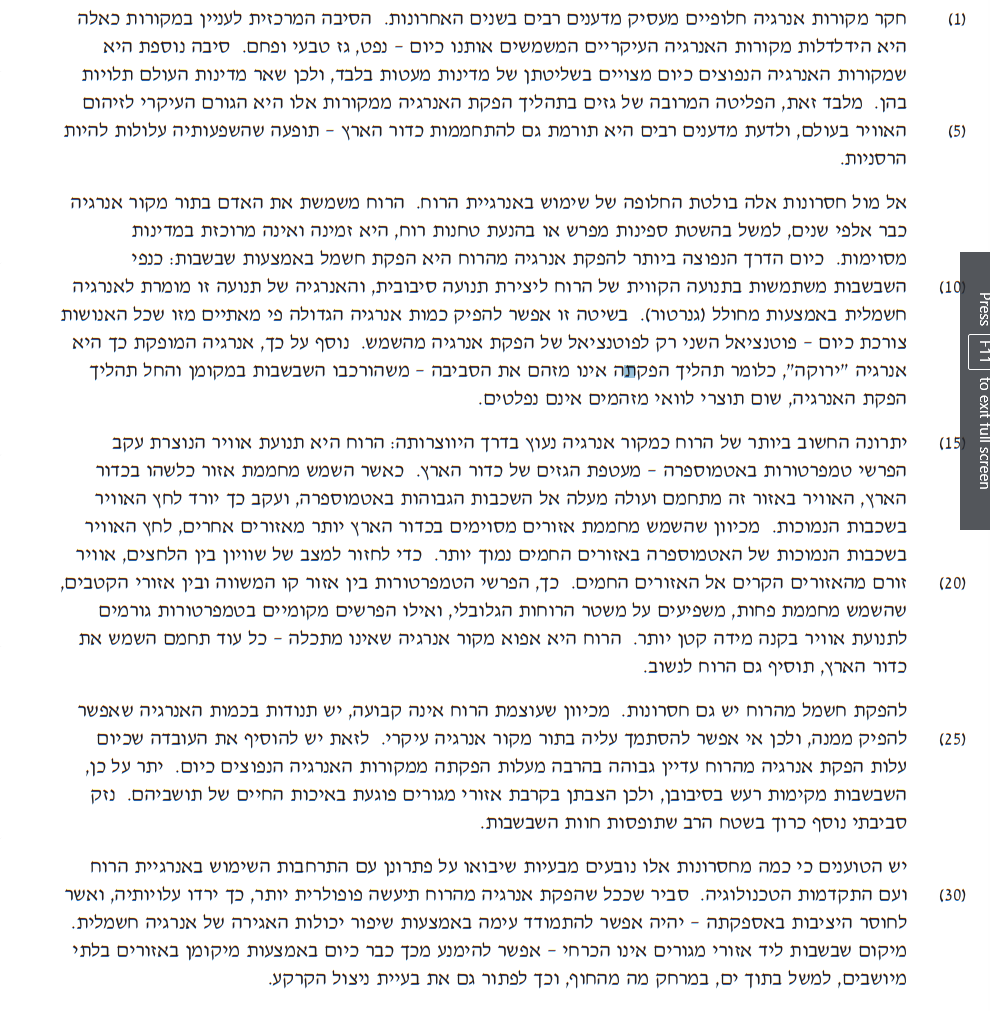 (1) חקר מקורות אנרגיה חלופיים מעסיק מדענים רבים בשנים האחרונות. הסיבה המרכזית לעניין במקורות כאלה
היא הידלדלות מקורות האנרגיה העיקריים המשמשים אותנו כיום – נפט, גז טבעי ופחם. סיבה נוספת היא
שמקורות האנרגיה הנפוצים כיום מצויים בשליטתן של מדינות מעטות בלבד, ולכן שאר מדינות העולם תלויות
בהן. מלבד זאת, הפליטה המרובה של גזים בתהליך הפקת האנרגיה ממקורות אלו היא הגורם העיקרי לזיהום
(5) האוויר בעולם, ולדעת מדענים רבים היא תורמת גם להתחממות כדור הארץ – תופעה שהשפעותיה עלולות להיות
הרסניות.
אל מול חסרונות אלה בולטת החלופה של שימוש באנרגיית הרוח. הרוח משמשת את האדם בתור מקור אנרגיה
כבר אלפי שנים, למשל בהשטת ספינות מפרש או בהנעת טחנות רוח, היא זמינה ואינה מרוכזת במדינות
מסוימות. כיום הדרך הנפוצה ביותר להפקת אנרגיה מהרוח היא הפקת חשמל באמצעות שבשבות: כנפי
(10) השבשבות משתמשות בתנועה הקווית של הרוח ליצירת תנועה סיבובית, והאנרגיה של תנועה זו מומרת לאנרגיה
חשמלית באמצעות מחולל (גנרטור). בשיטה זו אפשר להפיק כמות אנרגיה הגדולה פי מאתיים מזו שכל האנושות
צורכת כיום – פוטנציאל השני רק לפוטנציאל של הפקת אנרגיה מהשמש. נוסף על כך, אנרגיה המופקת כך היא
אנרגיה "ירוקה", כלומר תהליך הפקתה אינו מזהם את הסביבה – משהורכבו השבשבות במקומן והחל תהליך
הפקת האנרגיה, שום תוצרי לוואי מזהמים אינם נפלטים.
(15) יתרונה החשוב ביותר של הרוח כמקור אנרגיה נעוץ בדרך היווצרותה: הרוח היא תנועת אוויר הנוצרת עקב
הפרשי טמפרטורות באטמוספרה – מעטפת הגזים של כדור הארץ. כאשר השמש מחממת אזור כלשהו בכדור
הארץ, האוויר באזור זה מתחמם ועולה מעלה אל השכבות הגבוהות באטמוספרה, ועקב כך יורד לחץ האוויר
בשכבות הנמוכות. מכיוון שהשמש מחממת אזורים מסוימים בכדור הארץ יותר מאזורים אחרים, לחץ האוויר
בשכבות הנמוכות של האטמוספרה באזורים החמים נמוך יותר. כדי לחזור למצב של שוויון בין הלחצים, אוויר
(20) זורם מהאזורים הקרים אל האזורים החמים. כך, הפרשי הטמפרטורות בין אזור קו המשווה ובין אזורי הקטבים,
שהשמש מחממת פחות, משפיעים על משטר הרוחות הגלובלי, ואילו הפרשים מקומיים בטמפרטורות גורמים
לתנועת אוויר בקנה מידה קטן יותר. הרוח היא אפוא מקור אנרגיה שאינו מתכלה – כל עוד תחמם השמש את
כדור הארץ, תוסיף גם הרוח לנשוב.
להפקת חשמל מהרוח יש גם חסרונות. מכיוון שעוצמת הרוח אינה קבועה, יש תנודות בכמות האנרגיה שאפשר
(25) להפיק ממנה, ולכן אי אפשר להסתמך עליה בתור מקור אנרגיה עיקרי. לזאת יש להוסיף את העובדה שכיום
עלות הפקת אנרגיה מהרוח עדיין גבוהה בהרבה מעלות הפקתה ממקורות האנרגיה הנפוצים כיום. יתר על כן,
השבשבות מקימות רעש בסיבובן, ולכן הצבתן בקרבת אזורי מגורים פוגעת באיכות החיים של תושביהם. נזק
סביבתי נוסף כרוך בשטח הרב שתופסות חוות השבשבות.
יש הטוענים כי כמה מחסרונות אלו נובעים מבעיות שיבואו על פתרונן עם התרחבות השימוש באנרגיית הרוח
(30) ועם התקדמות הטכנולוגיה. סביר שככל שהפקת אנרגיה מהרוח תיעשה פופולרית יותר, כך ירדו עלויותיה, ואשר
לחוסר היציבות באספקתה – יהיה אפשר להתמודד עימה באמצעות שיפור יכולות האגירה של אנרגיה חשמלית.
מיקום שבשבות ליד אזורי מגורים אינו הכרחי – אפשר להימנע מכך כבר כיום באמצעות מיקומן באזורים בלתי
מיושבים, למשל בתוך ים, במרחק מה מהחוף, וכך לפתור גם את בעיית ניצול הקרקע.
Press F11 to exit full screen